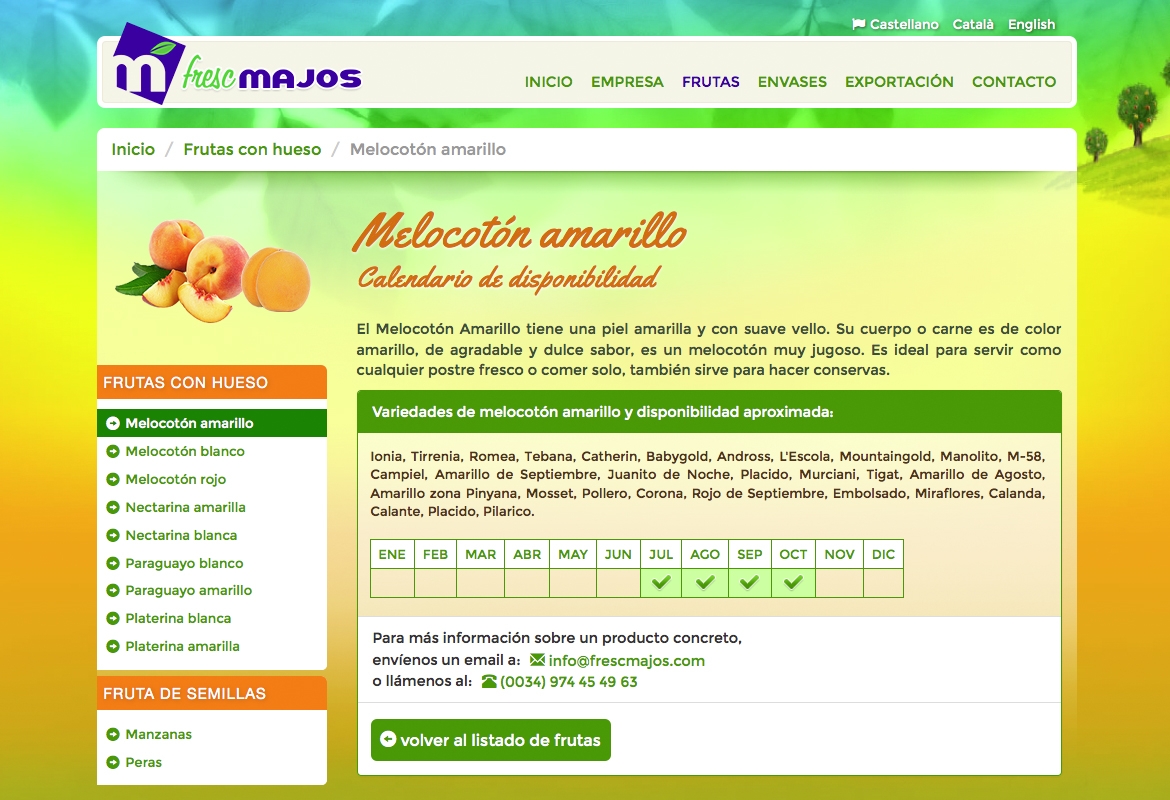 Castellano Català English
m fresc MAJOS
INICIO EMPRESA FRUTAS ENVASES EXPORTACIÓN CONTACTO
Inicio / Frutas con hueso / Melocotón amarillo
Melocotón amarillo
Calendario de disponibilidad
El Melocotón Amarillo tiene una piel amarilla y con suave vello. Su cuerpo o carne es de color
amarillo, de agradable y dulce sabor, es un melocotón muy jugoso. Es ideal para servir como
cualquier postre fresco o comer solo, también sirve para hacer conservas.
FRUTAS CON HUESO
Melocotón amarillo
Melocotón blanco
Melocotón rojo
Nectarina amarilla
Nectarina blanca
Paraguayo blanco
Paraguayo amarillo
Platerina blanca
Platerina amarilla
FRUTA DE SEMILLAS
Manzanas
Peras
Variedades de melocotón amarillo y disponibilidad aproximada:
Ionia, Tirrenia, Romea, Tebana, Catherin, Babygold, Andross, L'Escola, Mountaingold, Manolito, M-58,
Campiel, Amarillo de Septiembre, Juanito de Noche, Placido, Murciani, Tigat, Amarillo de Agosto,
Amarillo zona Pinyana, Mosset, Pollero, Corona, Rojo de Septiembre, Embolsado, Miraflores, Calanda,
Calante, Placido, Pilarico.
ENE FEB MAR ABR MAY JUN JUL AGO SEP OCT NOV DIC
Para más información sobre un producto concreto,
envíenos un email a: info@frescmajos.com
o llámenos al: (0034) 974 45 49 63
volver al listado de frutas